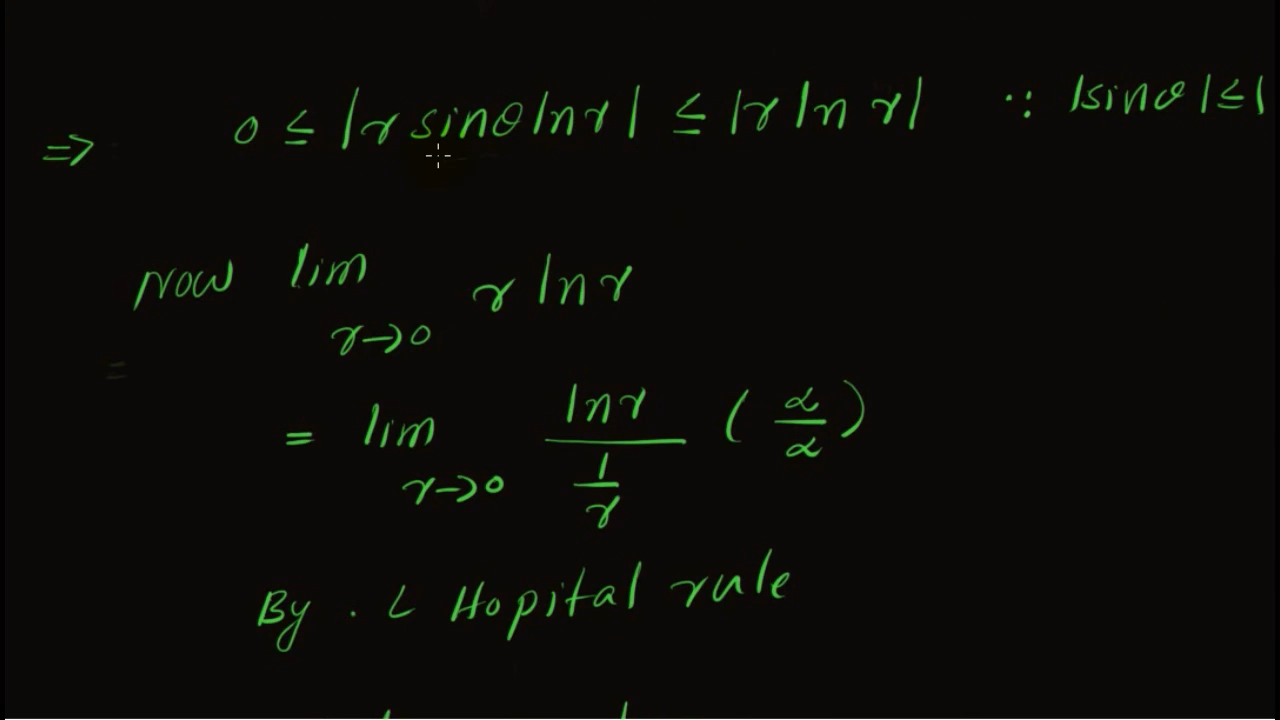 => 0 ≤ |r sinθ ln r| ≤ |r ln r| ∵ |sinθ| ≤ 1
Now lim r→0 r ln r
= lim r→0 ln r / (1/r) (∝/∝)
By . L Hopital rule